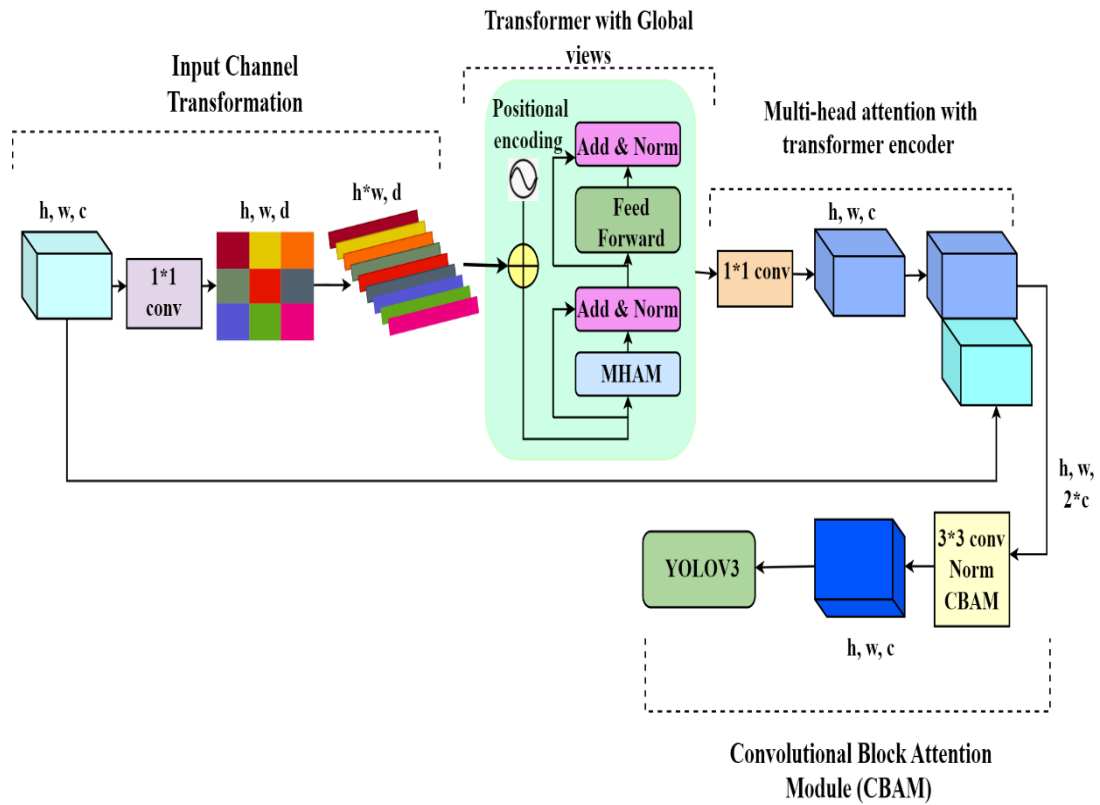 Transformer with Global
views
Input Channel
Transformation
Multi-head attention with
transformer encoder
Positional
encoding
Add & Norm
Feed
Forward
Add & Norm
MHAM
h, w, c
h, w, d
h*w, d
1*1
conv
1*1 conv
h, w, c
h, w,
2*c
3*3 conv
Norm
CBAM
YOLOV3
h, w, c
Convolutional Block Attention
Module (CBAM)